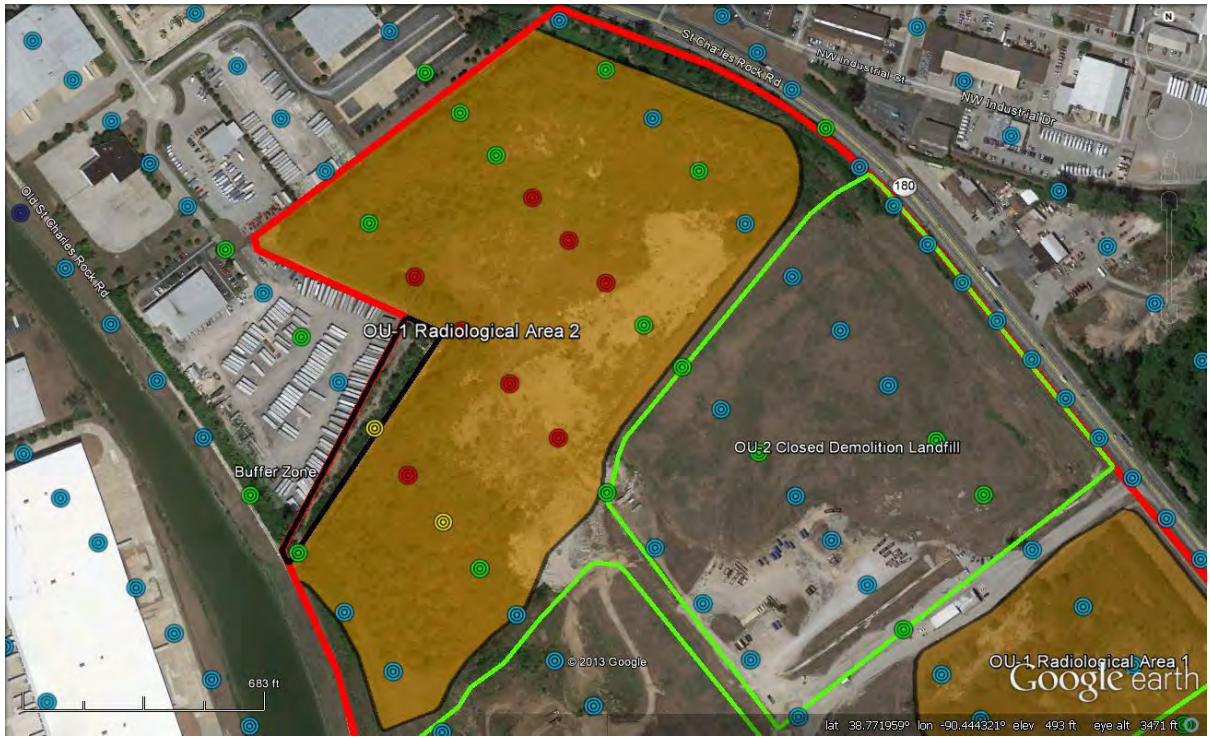 N
St Charles Rock Rd
NW Industrial Ct
NW Industrial Dr
180
Old St Charles Rock Rd
OU-1 Radiological Area 2
OU-2 Closed Demolition Landfill
Buffer Zone
© 2013 Google
OU-1 Radiological Area 1
683 ft
Google earth
lat 38.771959° lon -90.444321° elev 493 ft eye alt 3471 ft